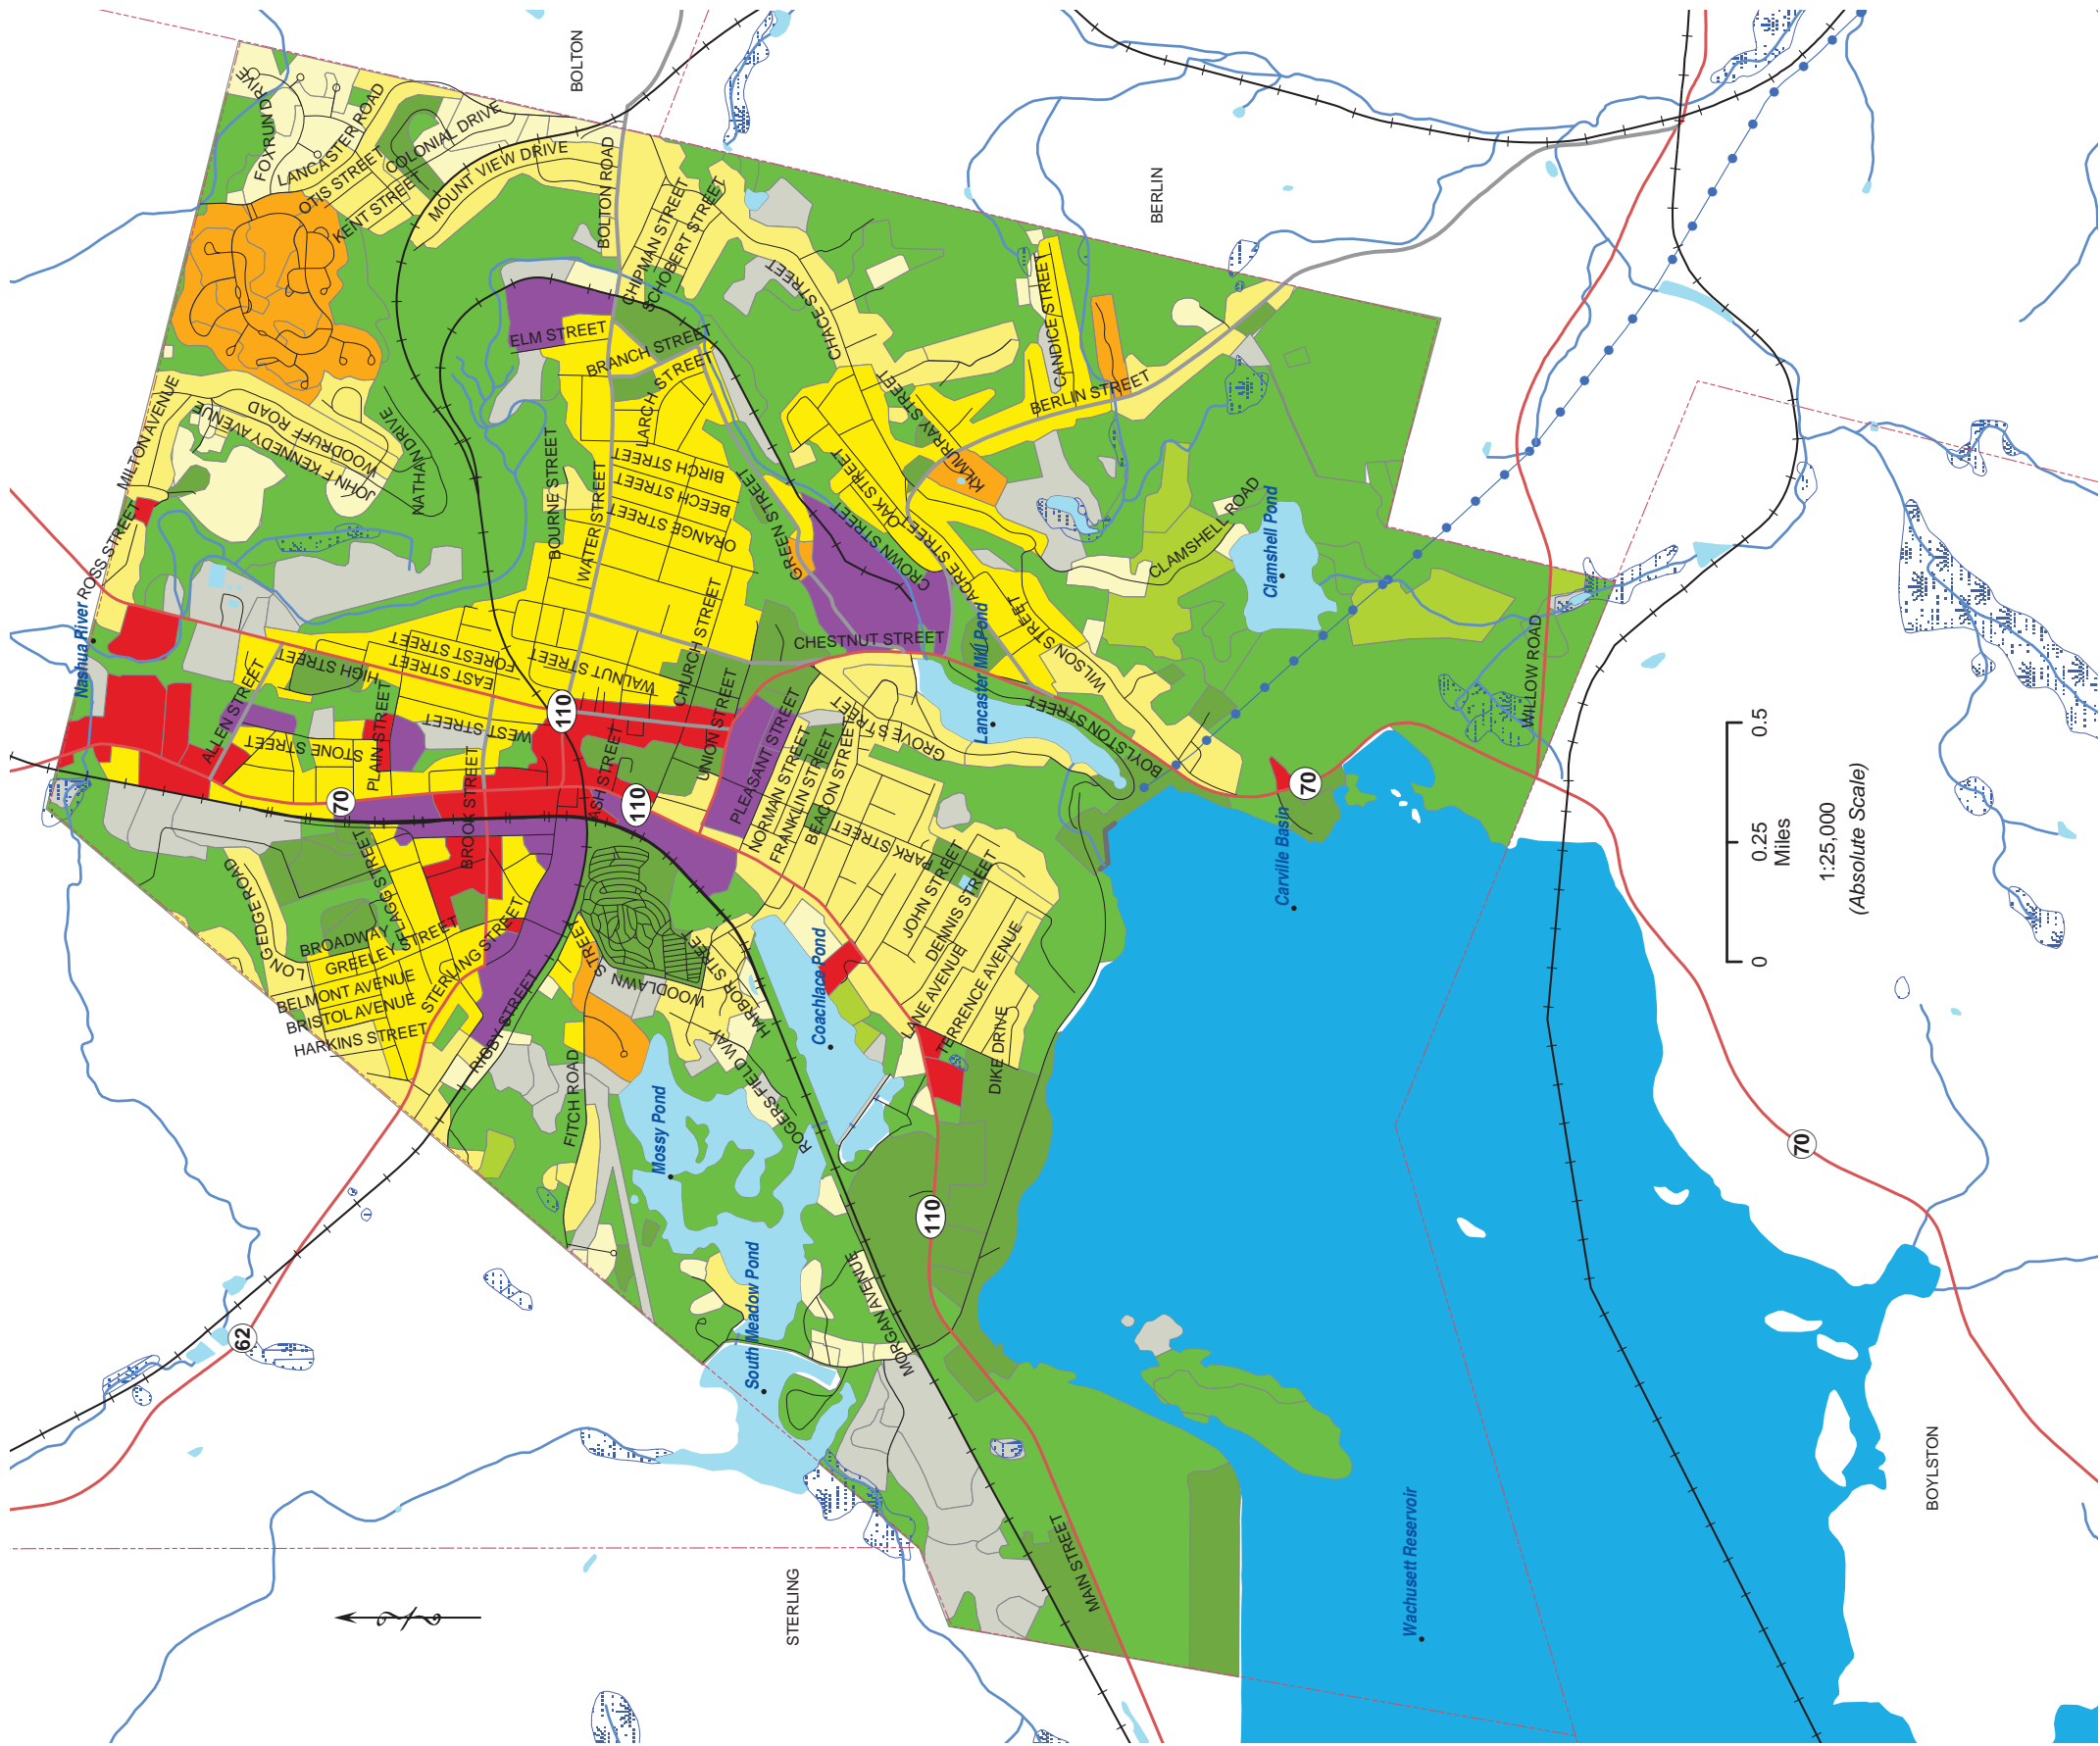 BOLTON
FOXRUN DRIVE
LANCASTER ROAD
OTIS STREET
COLONIAL DRIVE
KENT STREET
MOUNT VIEW DRIVE
BOLTON ROAD
CHIPMAN STREET
SCHOBERT STREET
BERLIN
CHACE STREET
ELM STREET
BRANCH STREET
CANDICE STREET
BERLIN STREET
MILTON AVENUE
WOODRUFF ROAD
JOHN F KENNEDY AVENUE
NATHAN DRIVE
LARCH STREET
BIRCH STREET
BEECH STREET
ORANGE STREET
BOURNE STREET
WATER STREET
GREEN STREET
CROWN STREET
OAK STREET
ACRE STREET
KILMURRAY STREET
CLAMSHELL ROAD
Clamshell Pond
ROSS STREET
Nashua River
ALLEN STREET
HIGH STREET
EAST STREET
FOREST STREET
WALNUT STREET
CHURCH STREET
CHESTNUT STREET
WILSON STREET
WILLOW ROAD
STONE STREET
PLAIN STREET
WEST STREET
110
UNION STREET
PLEASANT STREET
GROVE STREET
Lancaster Mill Pond
BOYLSTON STREET
70
BROOK STREET
ASH STREET
110
NORMAN STREET
FRANKLIN STREET
BEACON STREET
PARK STREET
70
Carville Basin
0
0.25
0.5
Miles
1:25,000
(Absolute Scale)
LONG EDGE ROAD
FLAGG STREET
BROADWAY
GREELEY STREET
BELMONT AVENUE
BRISTOL AVENUE
HARKINS STREET
STERLING STREET
RIGBY STREET
WOODLAWN STREET
HARBOR STREET
JOHN STREET
DENNIS STREET
LANE AVENUE
TERRENCE AVENUE
DIKE DRIVE
Coachlace Pond
FITCH ROAD
ROGERS FIELD WAY
Mossy Pond
110
70
62
South Meadow Pond
MORGAN AVENUE
MAIN STREET
Wachusett Reservoir
STERLING
BOYLSTON